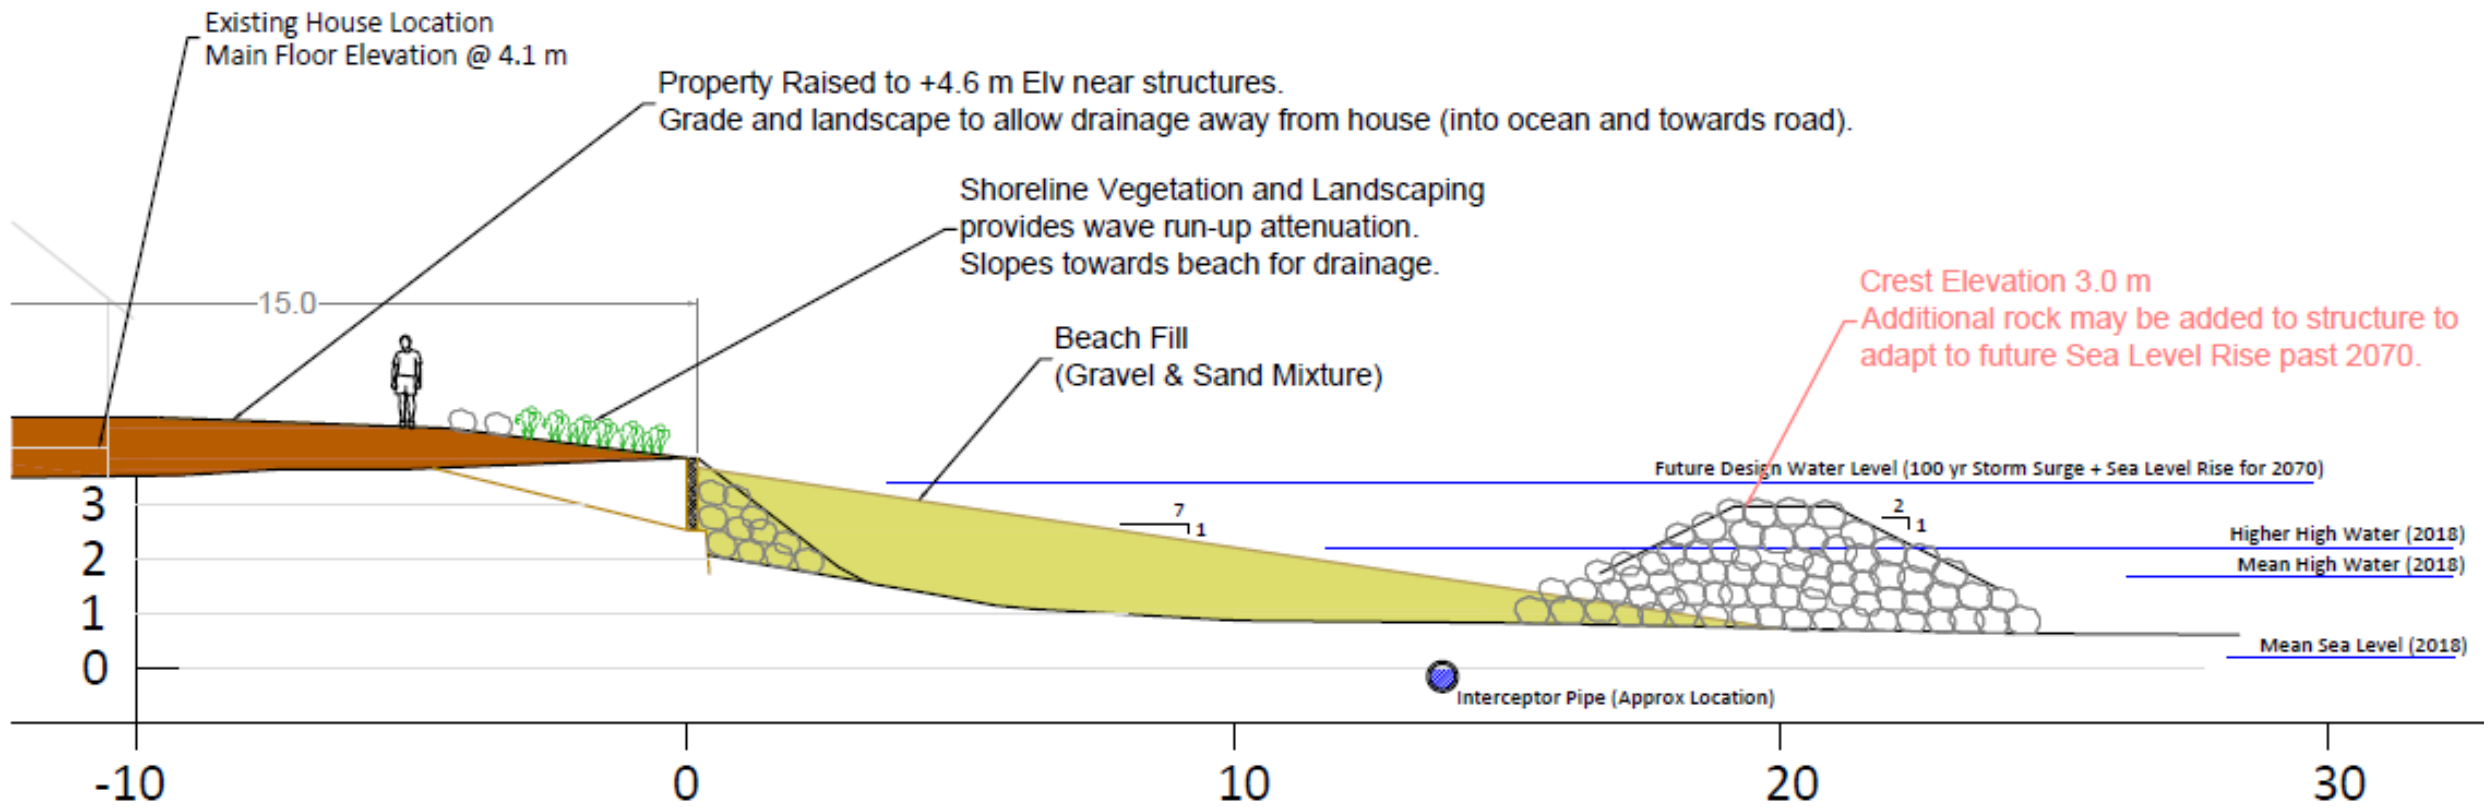 Existing House Location
Main Floor Elevation @ 4.1 m
Property Raised to +4.6 m Elv near structures.
Grade and landscape to allow drainage away from house (into ocean and towards road).
Shoreline Vegetation and Landscaping
provides wave run-up attenuation.
Slopes towards beach for drainage.
Crest Elevation 3.0 m
Additional rock may be added to structure to
adapt to future Sea Level Rise past 2070.
15.0
Beach Fill
(Gravel & Sand Mixture)
Future Design Water Level (100 yr Storm Surge + Sea Level Rise for 2070)
3
7
1
2
1
Higher High Water (2018)
2
Mean High Water (2018)
1
Mean Sea Level (2018)
0
Interceptor Pipe (Approx Location)
-10 0 10 20 30